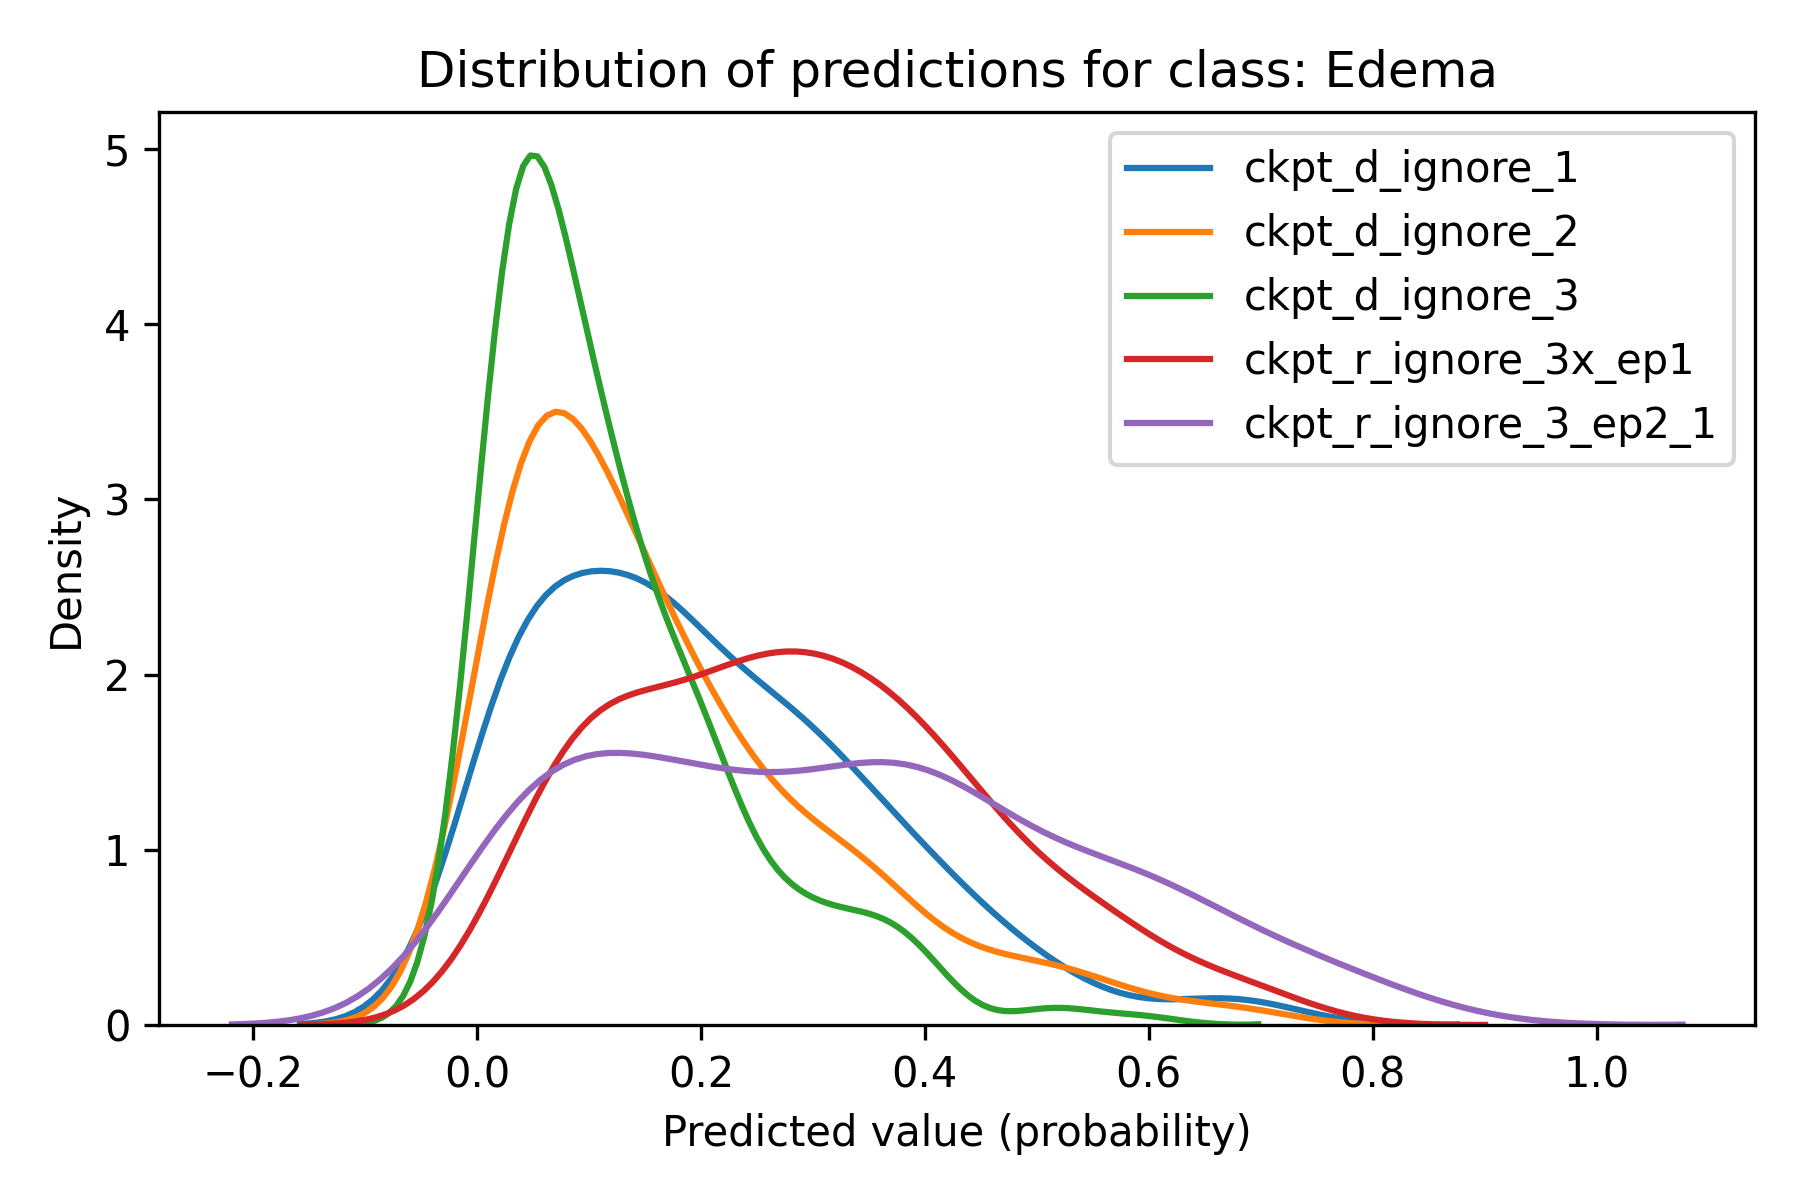 Distribution of predictions for class: Edema
ckpt_d_ignore_1
ckpt_d_ignore_2
ckpt_d_ignore_3
ckpt_r_ignore_3x_ep1
ckpt_r_ignore_3_ep2_1
Density
5
4
3
2
1
0
−0.2 0.0 0.2 0.4 0.6 0.8 1.0
Predicted value (probability)